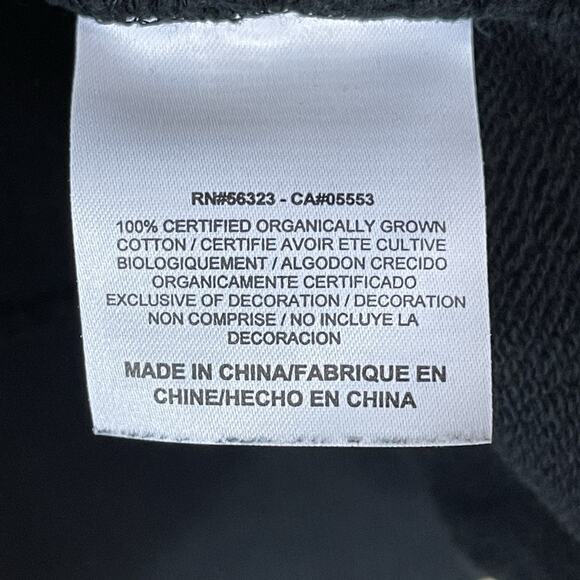 RN#56323 - CA#05553
100% CERTIFIED ORGANICALLY GROWN
COTTON / CERTIFIE AVOIR ETE CULTIVE
BIOLOGIQUEMENT / ALGODON CRECIDO
ORGANICAMENTE CERTIFICADO
EXCLUSIVE OF DECORATION / DECORATION
NON COMPRISE / NO INCLUYE LA
DECORACION
MADE IN CHINA/FABRIQUE EN
CHINE/HECHO EN CHINA